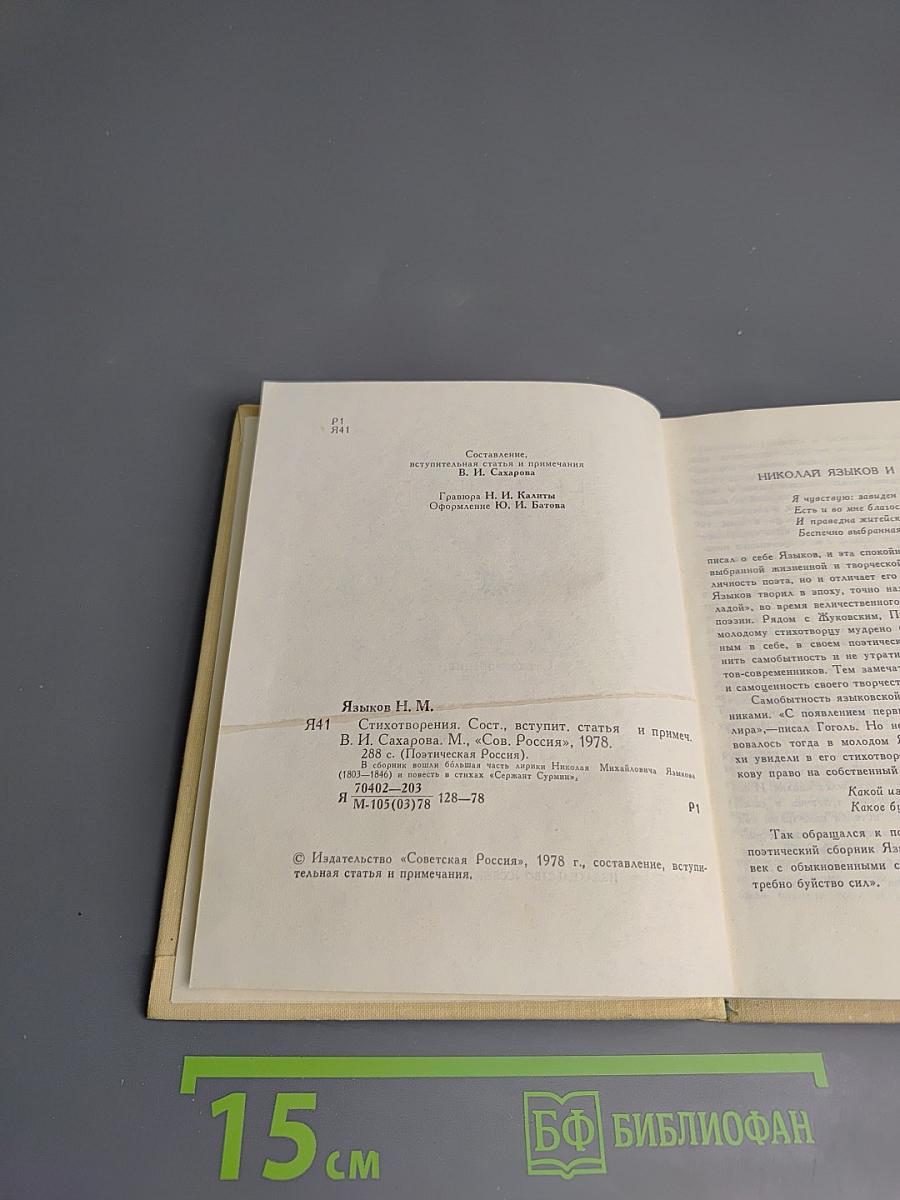 Р1
Я41
Составление,
вступительная статья и примечания
В. И. Сахарова
Гравюра Н. И. Калиты
Оформление Ю. И. Батова
Языков Н. М.
Я41 Стихотворения. Сост., вступит. статья и примеч.
В. И. Сахарова. М., «Сов. Россия», 1978.
288 с. (Поэтическая Россия).
В сборник вошли бóльшая часть лирики Николая Михайловича Языкова
(1803—1846) и повесть в стихах «Сержант Сурмин».
70402—203
Я М-105(03)78 128—78
Р1
© Издательство «Советская Россия», 1978 г., составление, вступи-
тельная статья и примечания.
НИКОЛАЙ ЯЗЫКОВ И
Я чувствую: завиден
Есть и во мне благос
И праведна житейск
Беспечно выбранная
писал о себе Языков, и эта спокойн
выбранной жизненной и творческой
личность поэта, но и отличает его
Языков творил в эпоху, точно наз
ладой», во время величественного
поэзии. Рядом с Жуковским, П
молодому стихотворцу мудрено
ным в себе, в своем поэтическ
нить самобытность и не утрати
тов-современников. Тем замеча
и самоценность своего творчест
Самобытность языковской
никами. «С появлением перв
лира»,—писал Гоголь. Но не
вовалось тогда в молодом Я
хи увидели в его стихотвор
кову право на собственный
Какой из
Какое бу
Так обращался к по
поэтический сборник Язы
век с обыкновенными с
требно буйство сил».
15 см
БФ БИБЛИОФАН